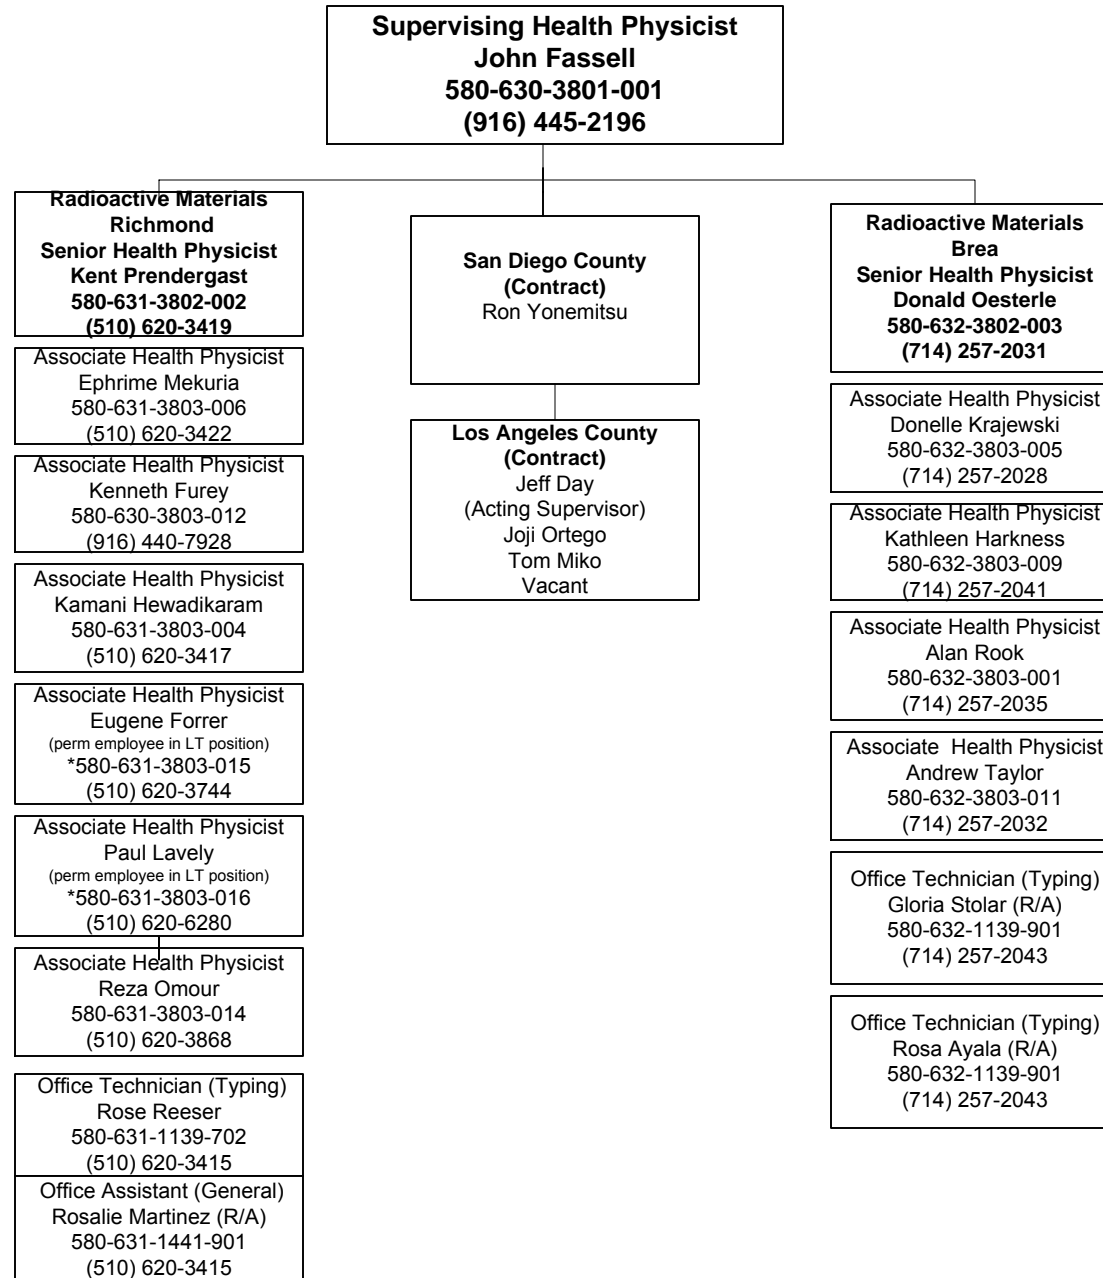 Supervising Health Physicist
John Fassell
580-630-3801-001
(916) 445-2196
Radioactive Materials
Richmond
Senior Health Physicist
Kent Prendergast
580-631-3802-002
(510) 620-3419
Associate Health Physicist
Ephrime Mekuria
580-631-3803-006
(510) 620-3422
Associate Health Physicist
Kenneth Furey
580-630-3803-012
(916) 440-7928
Associate Health Physicist
Kamani Hewadikaram
580-631-3803-004
(510) 620-3417
Associate Health Physicist
Eugene Forrer
(perm employee in LT position)
*580-631-3803-015
(510) 620-3744
Associate Health Physicist
Paul Lavely
(perm employee in LT position)
*580-631-3803-016
(510) 620-6280
Associate Health Physicist
Reza Omour
580-631-3803-014
(510) 620-3868
Office Technician (Typing)
Rose Reeser
580-631-1139-702
(510) 620-3415
Office Assistant (General)
Rosalie Martinez (R/A)
580-631-1441-901
(510) 620-3415
San Diego County
(Contract)
Ron Yonemitsu
Los Angeles County
(Contract)
Jeff Day
(Acting Supervisor)
Joji Ortego
Tom Miko
Vacant
Radioactive Materials
Brea
Senior Health Physicist
Donald Oesterle
580-632-3802-003
(714) 257-2031
Associate Health Physicist
Donelle Krajewski
580-632-3803-005
(714) 257-2028
Associate Health Physicist
Kathleen Harkness
580-632-3803-009
(714) 257-2041
Associate Health Physicist
Alan Rook
580-632-3803-001
(714) 257-2035
Associate  Health Physicist
Andrew Taylor
580-632-3803-011
(714) 257-2032
Office Technician (Typing)
Gloria Stolar (R/A)
580-632-1139-901
(714) 257-2043
Office Technician (Typing)
Rosa Ayala (R/A)
580-632-1139-901
(714) 257-2043